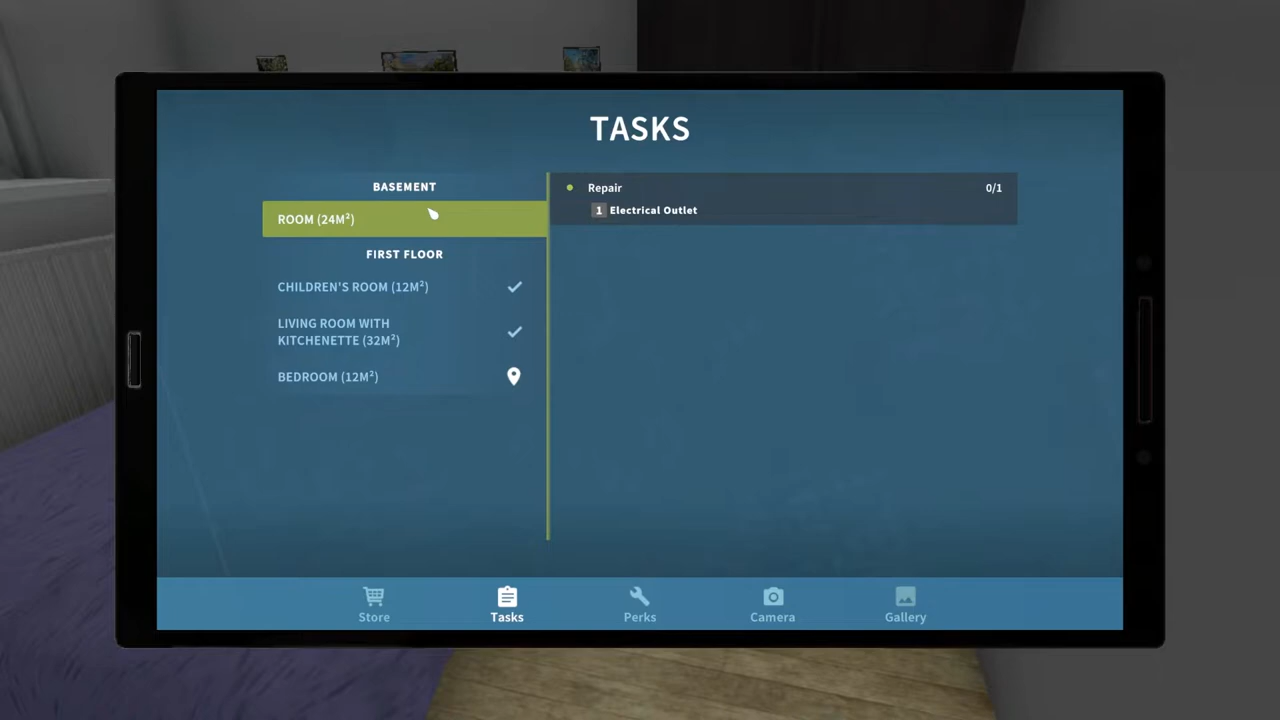 TASKS
BASEMENT
ROOM (24M²)
FIRST FLOOR
CHILDREN'S ROOM (12M²)
LIVING ROOM WITH
KITCHENETTE (32M²)
BEDROOM (12M²)
Repair 0/1
1 Electrical Outlet
Store Tasks Perks Camera Gallery